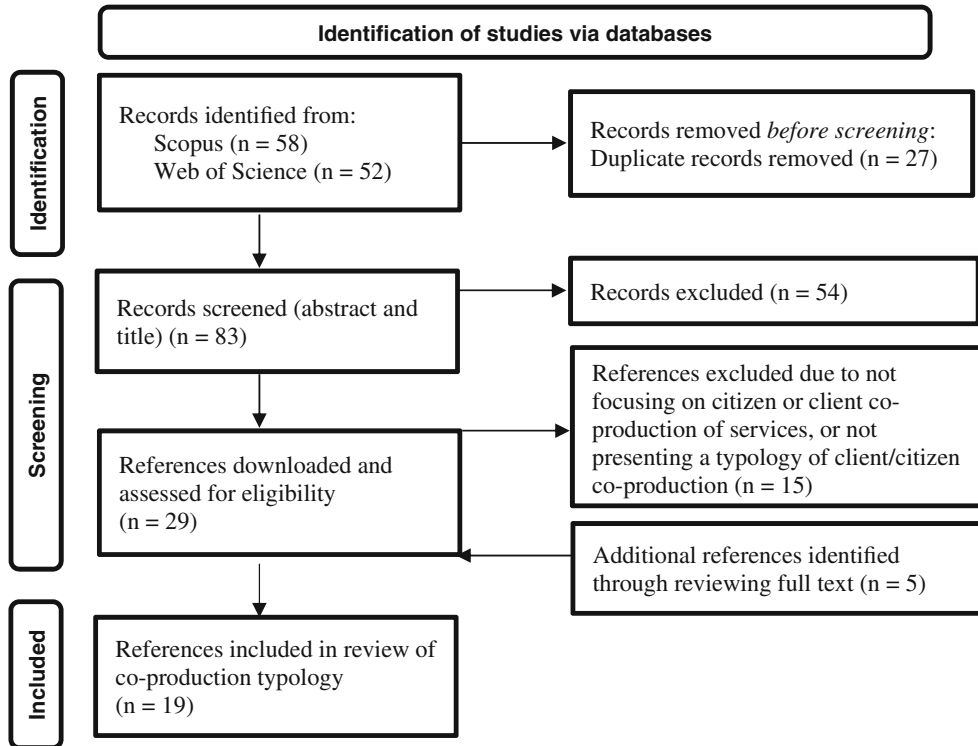 Identification of studies via databases
Identification
Records identified from:
Scopus (n = 58)
Web of Science (n = 52)
Records removed before screening:
Duplicate records removed (n = 27)
Screening
Records screened (abstract and
title) (n = 83)
Records excluded (n = 54)
References downloaded and
assessed for eligibility
(n = 29)
References excluded due to not
focusing on citizen or client co-
production of services, or not
presenting a typology of client/citizen
co-production (n = 15)
Additional references identified
through reviewing full text (n = 5)
Included
References included in review of
co-production typology
(n = 19)